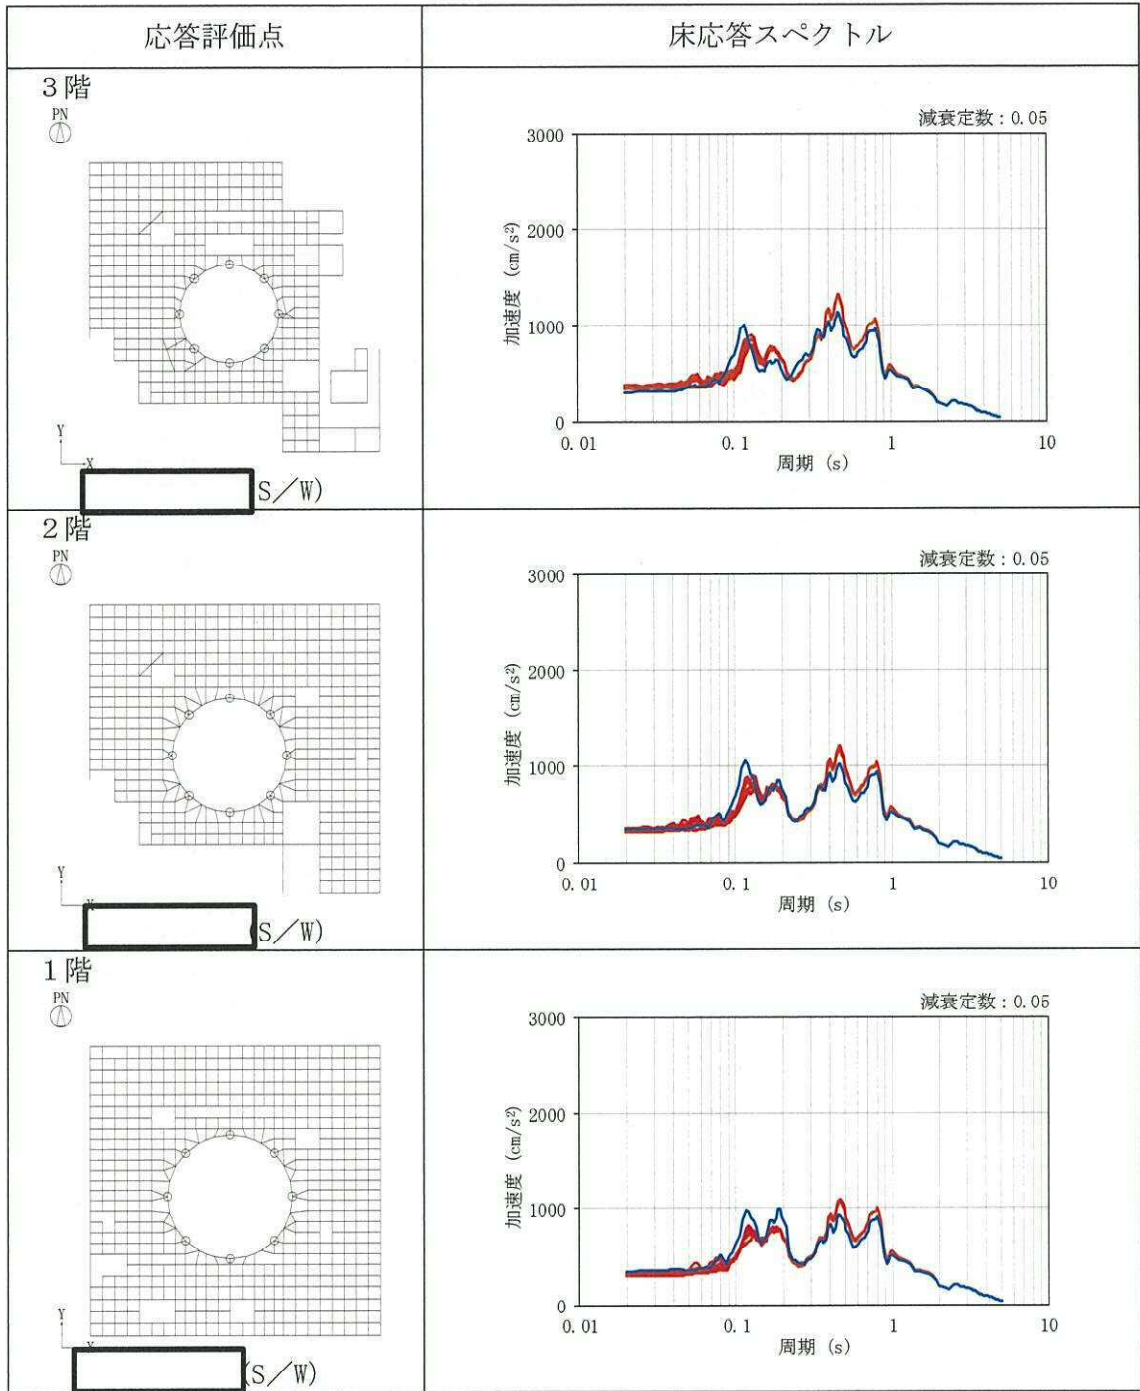 応答評価点
床応答スペクトル
3階
PN
Y
X
S/W)
減衰定数：0.05
3000
2000
1000
0
加速度 (cm/s²)
0.01
0.1
1
10
周期 (s)
2階
PN
Y
X
(S/W)
減衰定数：0.05
3000
2000
1000
0
加速度 (cm/s²)
0.01
0.1
1
10
周期 (s)
1階
PN
Y
X
(S/W)
減衰定数：0.05
3000
2000
1000
0
加速度 (cm/s²)
0.01
0.1
1
10
周期 (s)